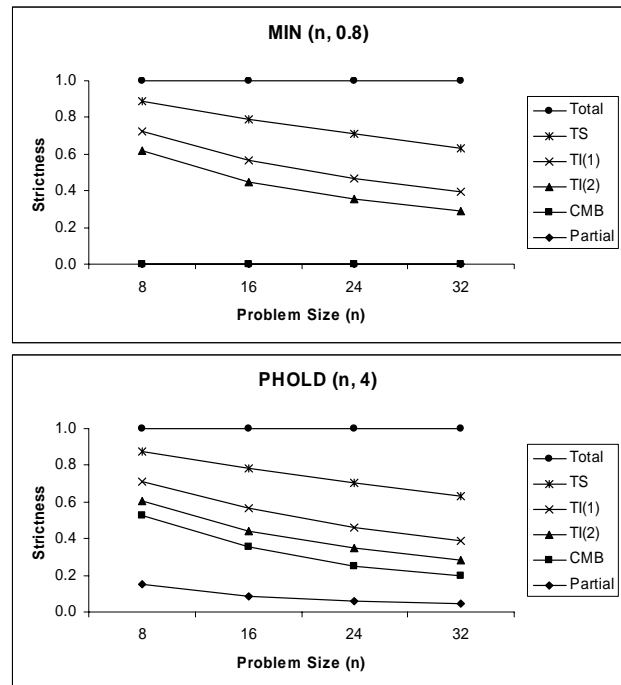 MIN (n, 0.8)
Strictness
1.0
0.8
0.6
0.4
0.2
0.0
8 16 24 32
Problem Size (n)
Total
TS
TI(1)
TI(2)
CMB
Partial
PHOLD (n, 4)
Strictness
1.0
0.8
0.6
0.4
0.2
0.0
8 16 24 32
Problem Size (n)
Total
TS
TI(1)
TI(2)
CMB
Partial